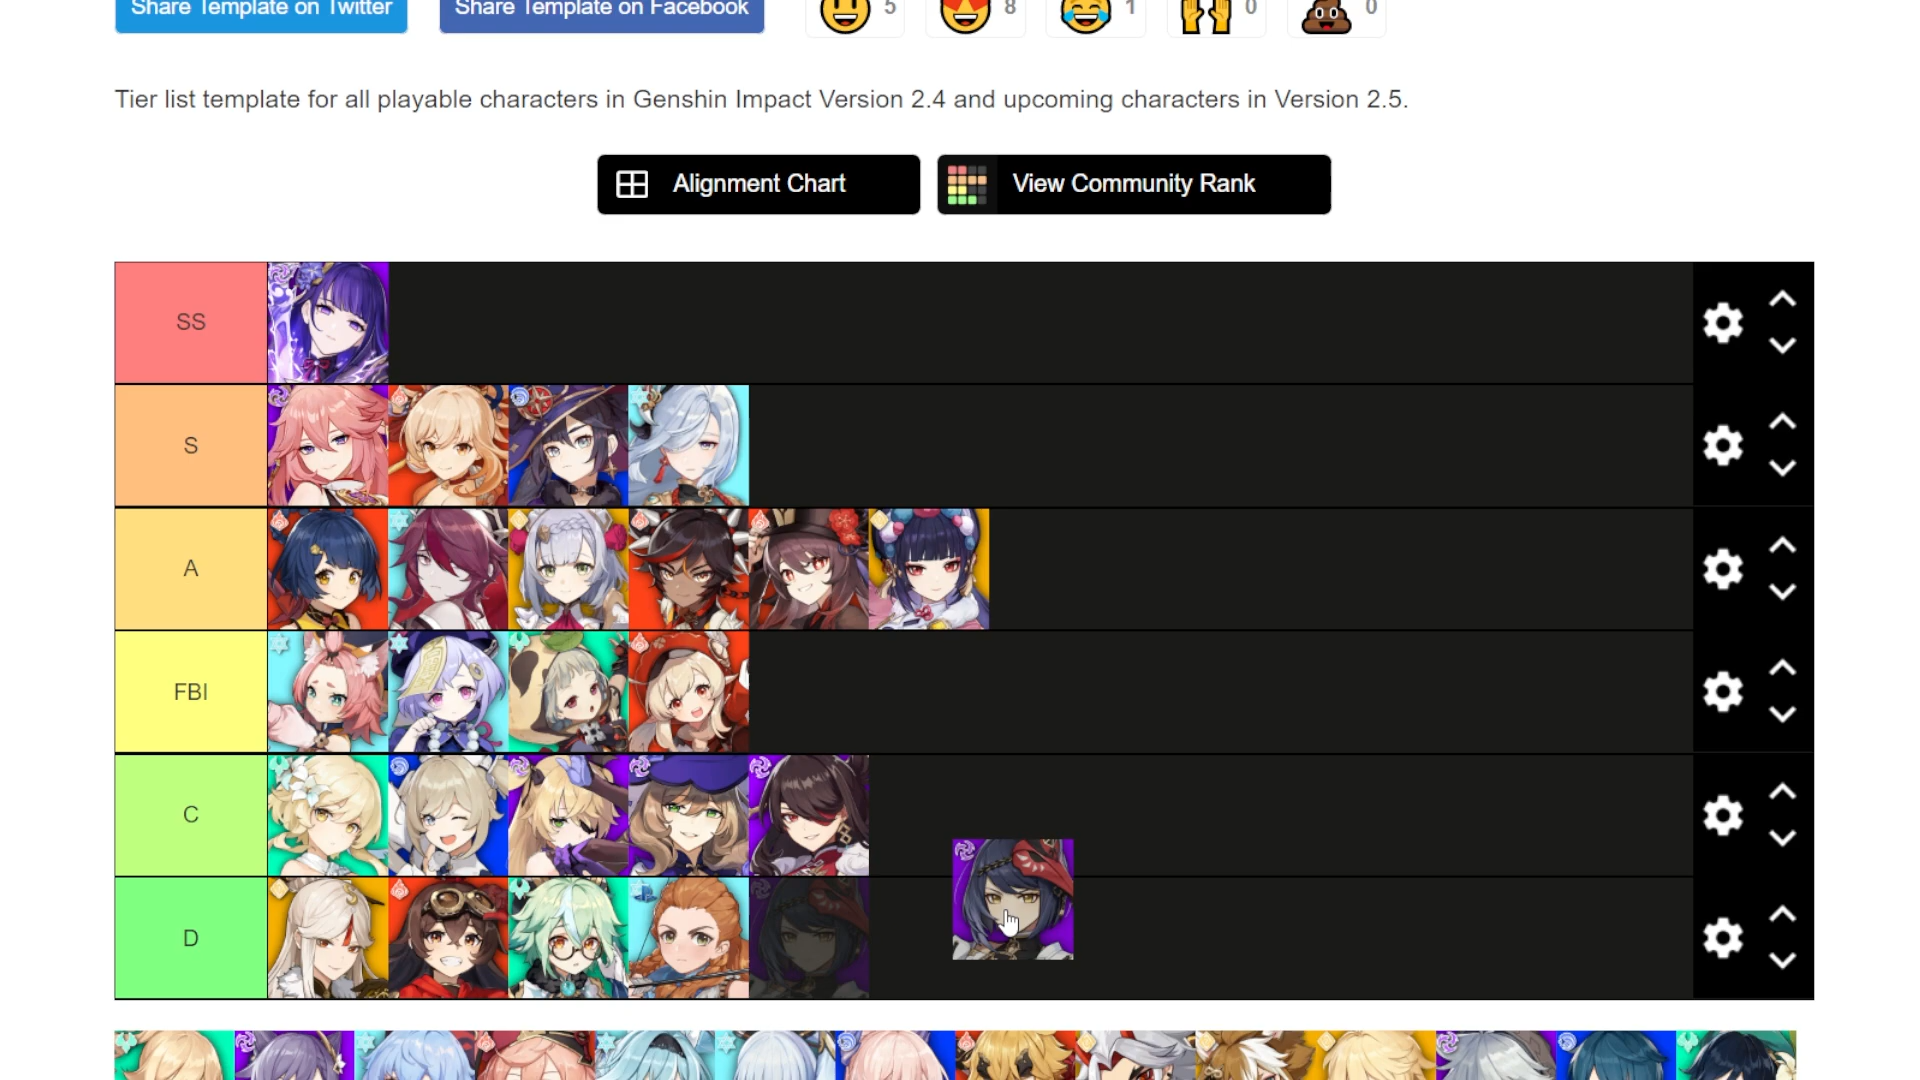 Share Template on Twitter
Share Template on Facebook
5
8
1
0
0
Tier list template for all playable characters in Genshin Impact Version 2.4 and upcoming characters in Version 2.5.
Alignment Chart
View Community Rank
SS
S
A
FBI
C
D